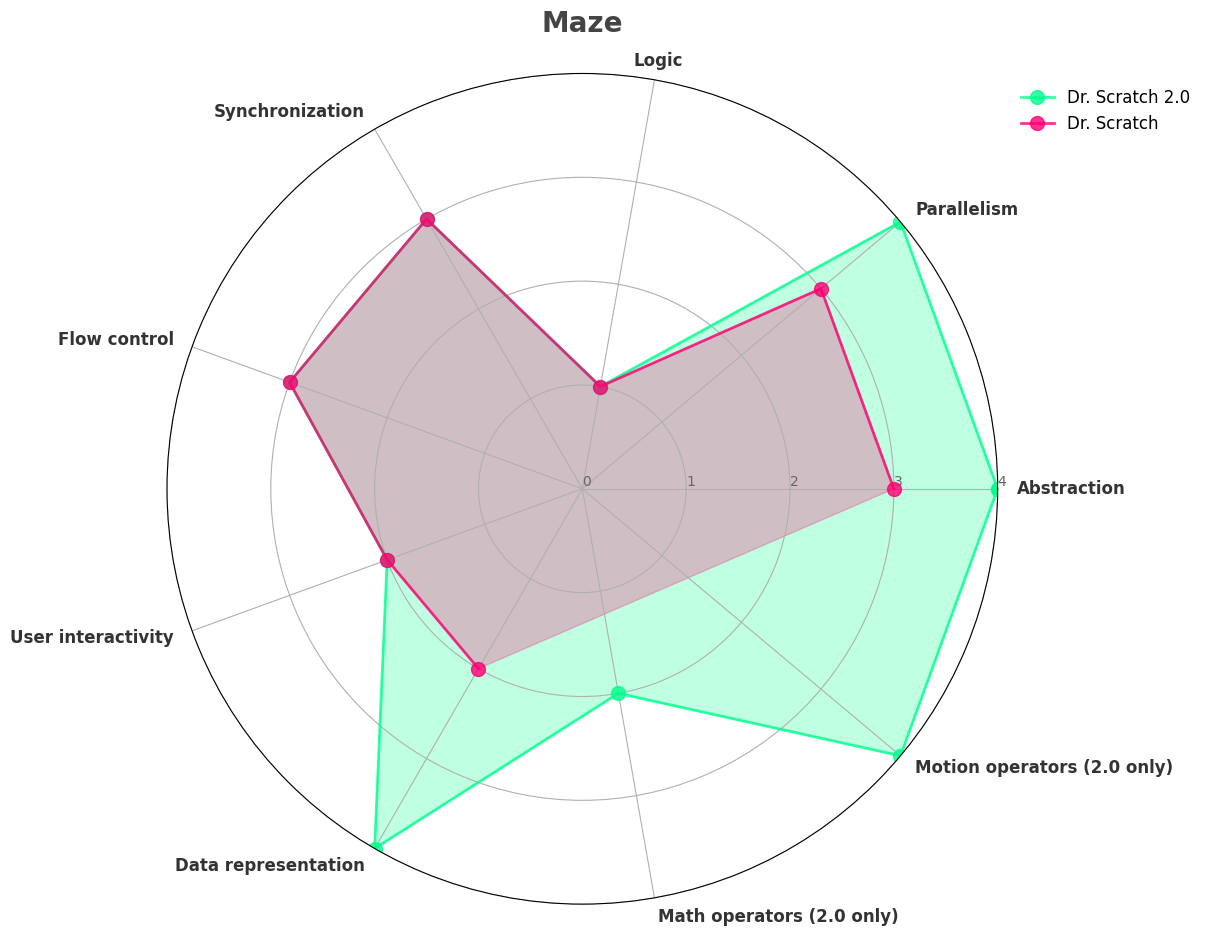 Maze
Logic
Synchronization
Dr. Scratch 2.0
Dr. Scratch
Parallelism
Flow control
0
1
2
3
4
Abstraction
User interactivity
Motion operators (2.0 only)
Data representation
Math operators (2.0 only)